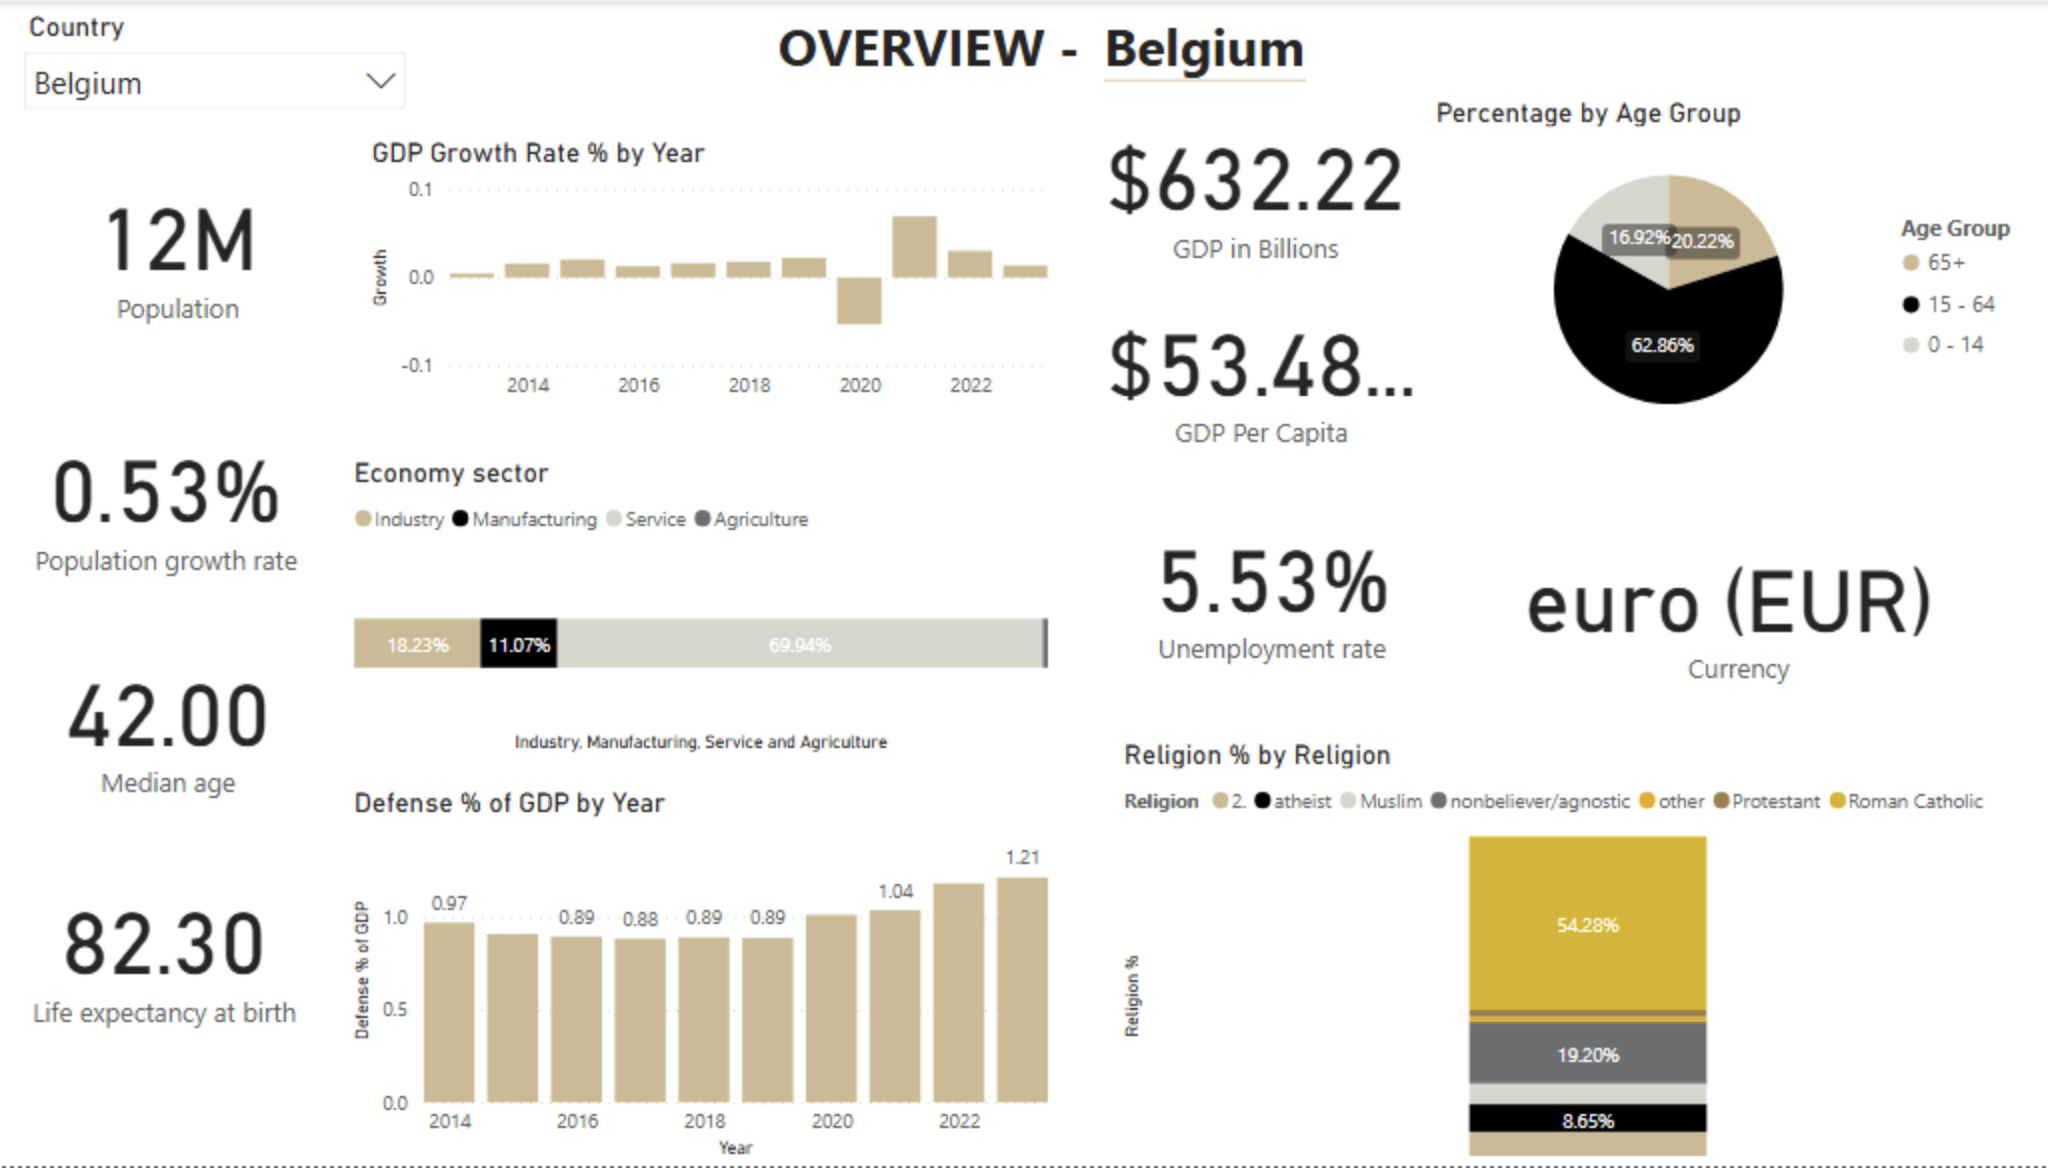 Country
Belgium
OVERVIEW - Belgium
12M
Population
0.53%
Population growth rate
42.00
Median age
82.30
Life expectancy at birth
GDP Growth Rate % by Year
Growth
0.1
0.0
-0.1
2014 2016 2018 2020 2022
Economy sector
Industry Manufacturing Service Agriculture
18.23% 11.07% 69.94%
Industry, Manufacturing, Service and Agriculture
Defense % of GDP by Year
Defense % of GDP
1.0
0.5
0.0
0.97 0.89 0.88 0.89 0.89 1.04 1.21
2014 2016 2018 2020 2022
Year
$632.22
GDP in Billions
$53.48...
GDP Per Capita
Percentage by Age Group
16.92% 20.22%
62.86%
Age Group
65+
15 - 64
0 - 14
5.53%
Unemployment rate
euro (EUR)
Currency
Religion % by Religion
Religion 2. atheist Muslim nonbeliever/agnostic other Protestant Roman Catholic
Religion %
54.28%
19.20%
8.65%